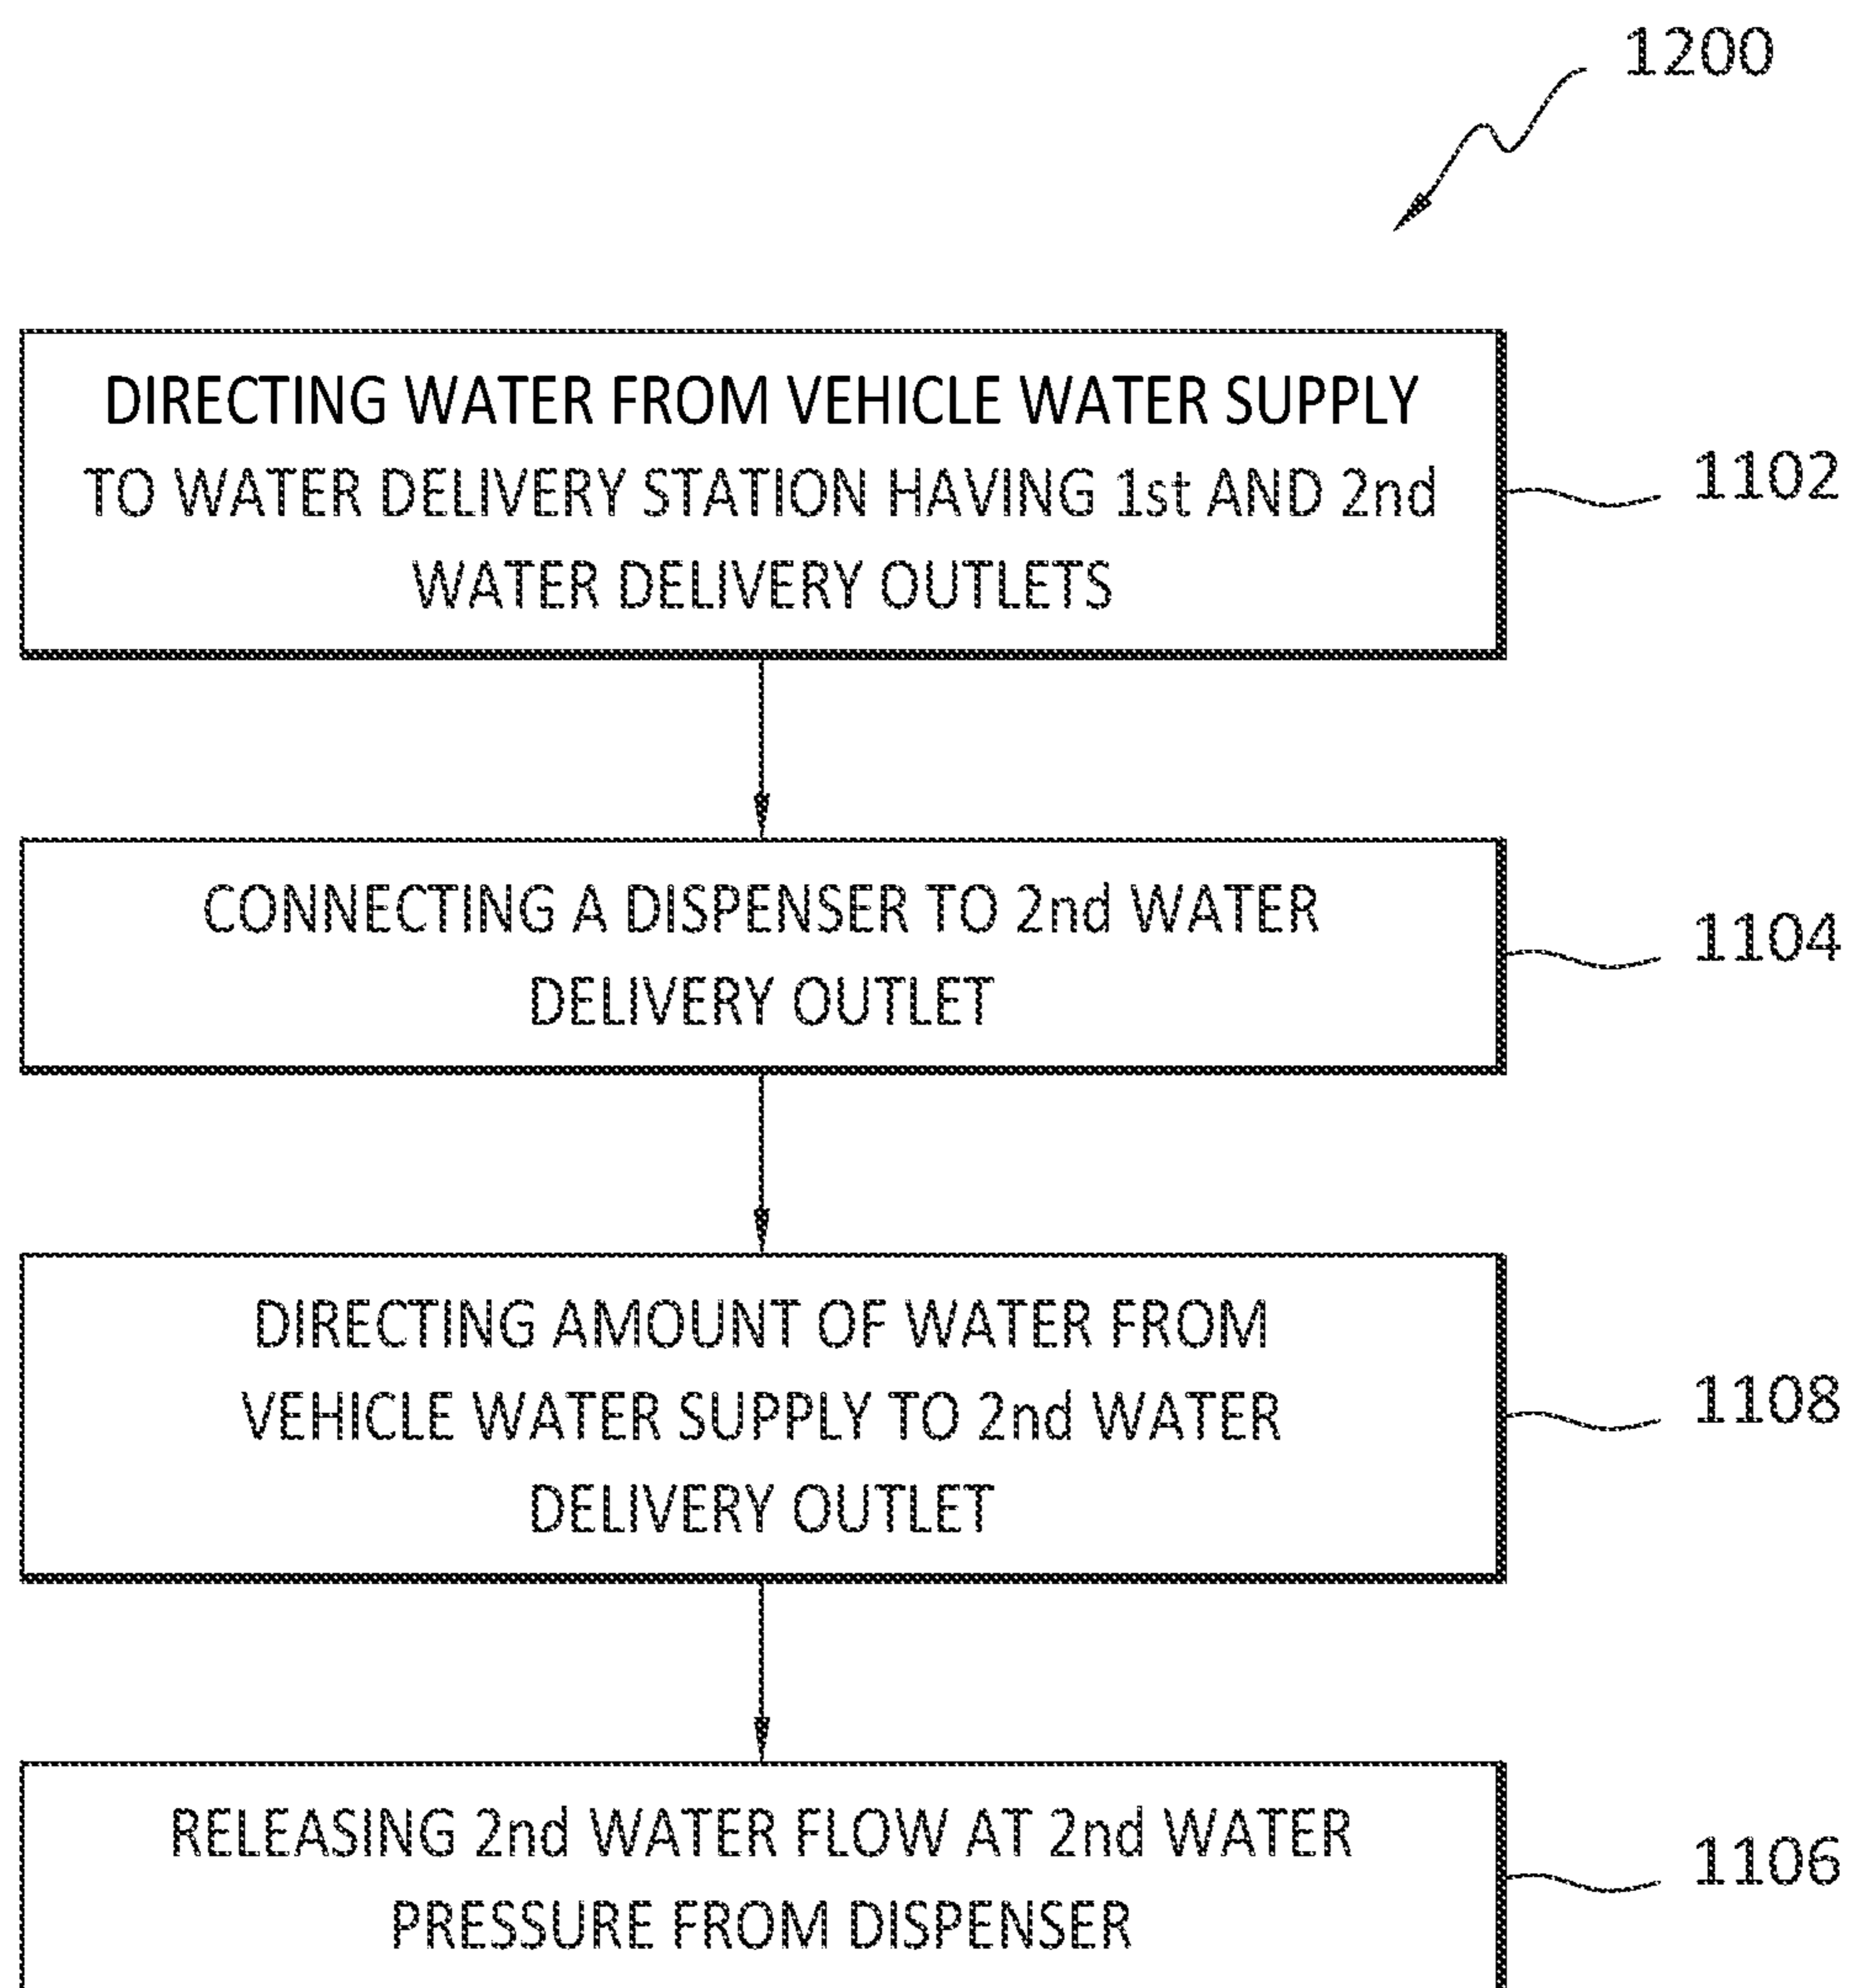 1200
DIRECTING WATER FROM VEHICLE WATER SUPPLY
TO WATER DELIVERY STATION HAVING 1st AND 2nd
WATER DELIVERY OUTLETS
1102
CONNECTING A DISPENSER TO 2nd WATER
DELIVERY OUTLET
1104
DIRECTING AMOUNT OF WATER FROM
VEHICLE WATER SUPPLY TO 2nd WATER
DELIVERY OUTLET
1108
RELEASING 2nd WATER FLOW AT 2nd WATER
PRESSURE FROM DISPENSER
1106